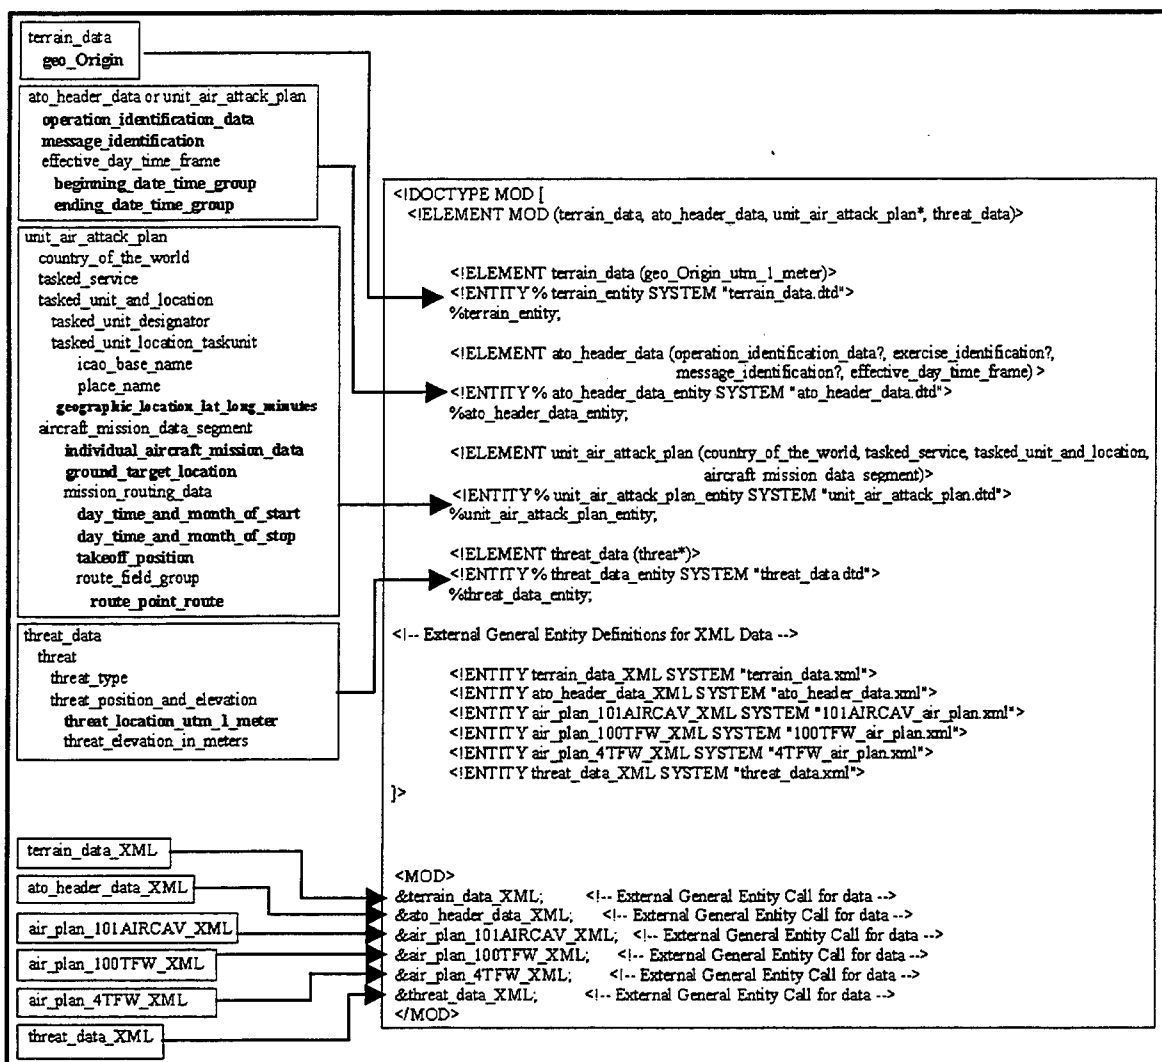 terrain_data
geo_Origin
ato_header_data or unit_air_attack_plan
operation_identification_data
message_identification
effective_day_time_frame
beginning_date_time_group
ending_date_time_group
unit_air_attack_plan
country_of_the_world
tasked_service
tasked_unit_and_location
tasked_unit_designator
tasked_unit_location_taskunit
icao_base_name
place_name
geographic_location_lat_long_minutes
aircraft_mission_data_segment
individual_aircraft_mission_data
ground_target_location
mission_routing_data
day_time_and_month_of_start
day_time_and_month_of_stop
takeoff_position
route_field_group
route_point_route
threat_data
threat
threat_type
threat_position_and_elevation
threat_location_utm_1_meter
threat_elevation_in_meters
<!DOCTYPE MOD [
<!ELEMENT MOD (terrain_data, ato_header_data, unit_air_attack_plan*, threat_data)>
<!ELEMENT terrain_data (geo_Origin_utm_1_meter)>
<!ENTITY % terrain_entity SYSTEM "terrain_data.dtd">
%terrain_entity;
<!ELEMENT ato_header_data (operation_identification_data?, exercise_identification?,
message_identification?, effective_day_time_frame) >
<!ENTITY % ato_header_data_entity SYSTEM "ato_header_data.dtd">
%ato_header_data_entity;
<!ELEMENT unit_air_attack_plan (country_of_the_world, tasked_service, tasked_unit_and_location,
aircraft_mission_data_segment)>
<!ENTITY % unit_air_attack_plan_entity SYSTEM "unit_air_attack_plan.dtd">
%unit_air_attack_plan_entity;
<!ELEMENT threat_data (threat*)>
<!ENTITY % threat_data_entity SYSTEM "threat_data.dtd">
%threat_data_entity;
<!-- External General Entity Definitions for XML Data -->
<!ENTITY terrain_data_XML SYSTEM "terrain_data.xml">
<!ENTITY ato_header_data_XML SYSTEM "ato_header_data.xml">
<!ENTITY air_plan_101AIRCAV_XML SYSTEM "101AIRCAV_air_plan.xml">
<!ENTITY air_plan_100TFW_XML SYSTEM "100TFW_air_plan.xml">
<!ENTITY air_plan_4TFW_XML SYSTEM "4TFW_air_plan.xml">
<!ENTITY threat_data_XML SYSTEM "threat_data.xml">
]>
terrain_data_XML
ato_header_data_XML
air_plan_101AIRCAV_XML
air_plan_100TFW_XML
air_plan_4TFW_XML
threat_data_XML
<MOD>
&terrain_data_XML; <!-- External General Entity Call for data -->
&ato_header_data_XML; <!-- External General Entity Call for data -->
&air_plan_101AIRCAV_XML; <!-- External General Entity Call for data -->
&air_plan_100TFW_XML; <!-- External General Entity Call for data -->
&air_plan_4TFW_XML; <!-- External General Entity Call for data -->
&threat_data_XML; <!-- External General Entity Call for data -->
</MOD>